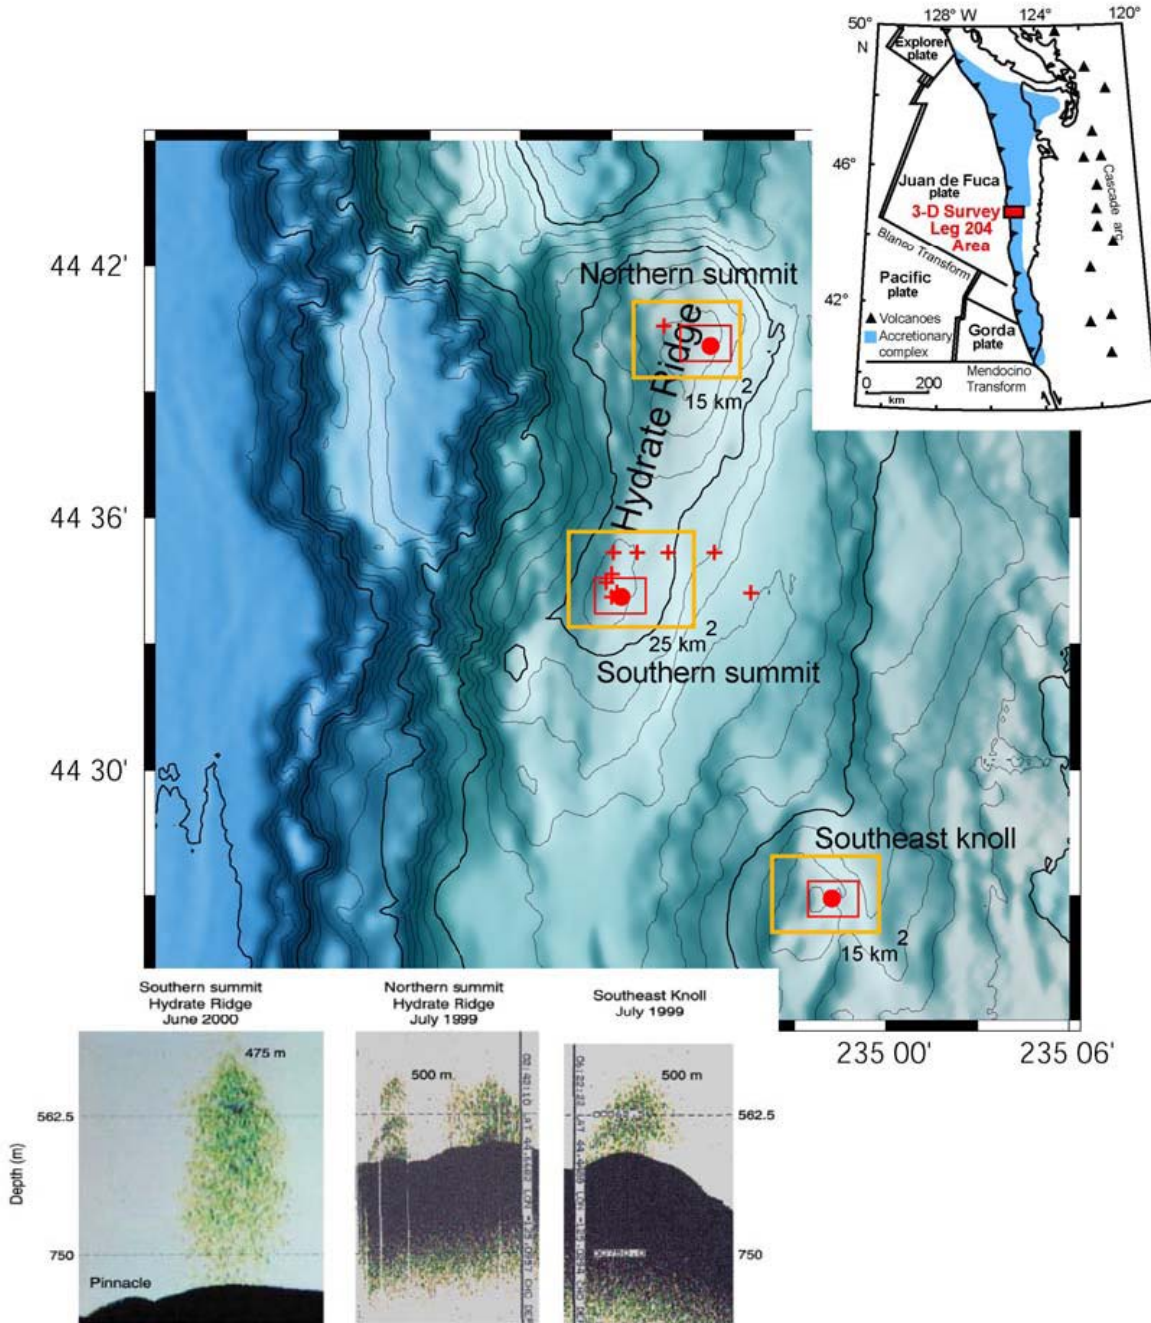 128° W
124°
120°
50°
N
Explorer
plate
46°
Juan de Fuca
plate
3-D Survey
Leg 204
Area
Cascade arc
Blanco Transform
Pacific
plate
42°
Volcanoes
Accretionary
complex
Gorda
plate
Mendocino
Transform
0 200
km
44 42'
Northern summit
Hydrate Ridge
15 km2
44 36'
25 km2
Southern summit
44 30'
Southeast knoll
15 km2
235 00'
235 06'
Southern summit
Hydrate Ridge
June 2000
Northern summit
Hydrate Ridge
July 1999
Southeast Knoll
July 1999
475 m
500 m
500 m
562.5
562.5
Depth (m)
750
750
Pinnacle